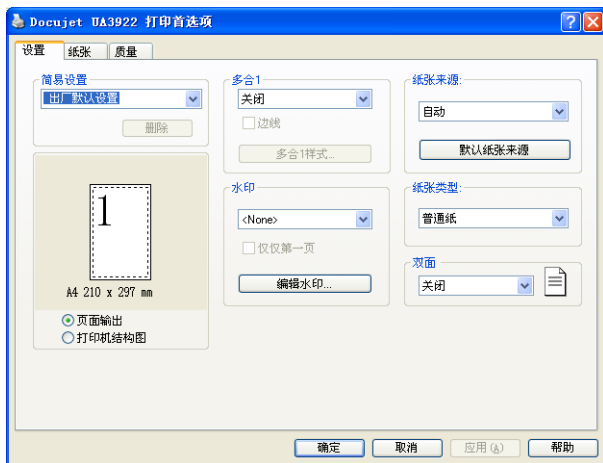 Docujet UA3922 打印首选项
设置 纸张 质量
简易设置
出厂默认设置
删除
1
A4 210 x 297 mm
页面输出
打印机结构图
多合1
关闭
边线
多合1样式...
水印
<None>
仅仅第一页
编辑水印...
纸张来源:
自动
默认纸张来源
纸张类型:
普通纸
双面
关闭
确定 取消 应用(A) 帮助